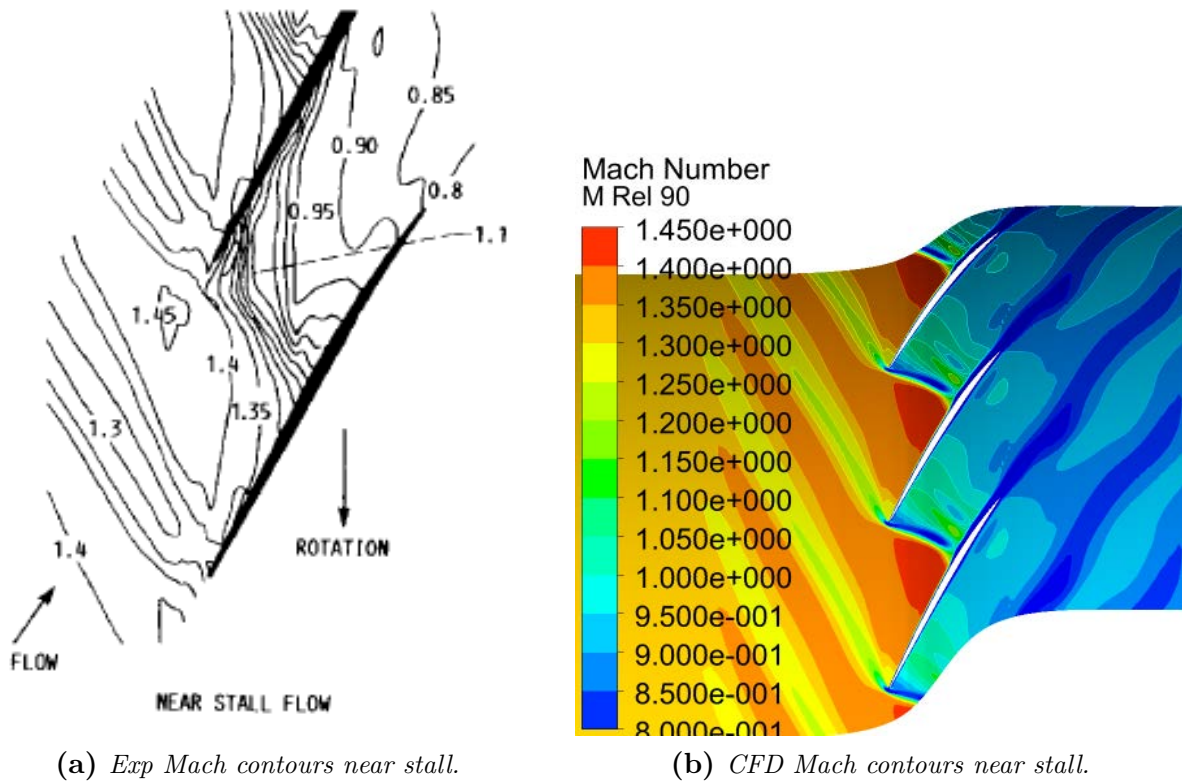 0.85
0.90
0.8
0.95
1.1
1.45
1.4
1.35
1.3
ROTATION
1.4
FLOW
NEAR STALL FLOW
(a) Exp Mach contours near stall.
Mach Number
M Rel 90
1.450e+000
1.400e+000
1.350e+000
1.300e+000
1.250e+000
1.200e+000
1.150e+000
1.100e+000
1.050e+000
1.000e+000
9.500e-001
9.000e-001
8.500e-001
8.000e-001
(b) CFD Mach contours near stall.